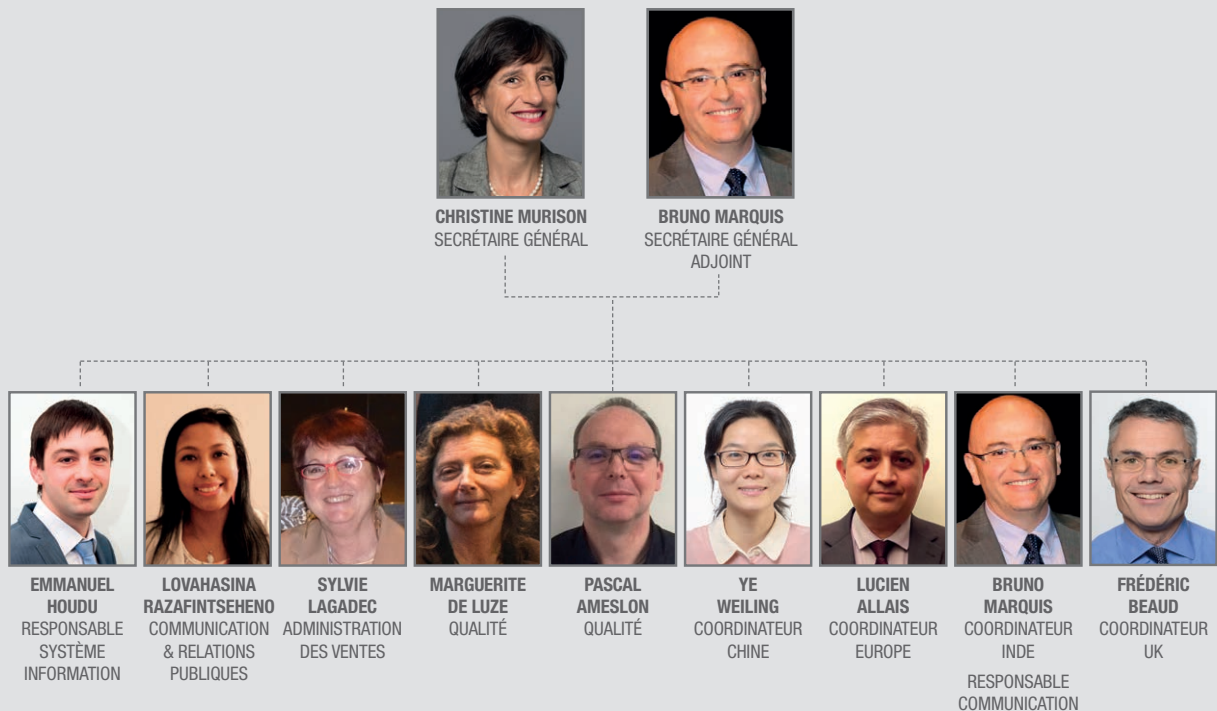 CHRISTINE MURISON
SECRÉTAIRE GÉNÉRAL
BRUNO MARQUIS
SECRÉTAIRE GÉNÉRAL
ADJOINT
EMMANUEL
HOUDU
RESPONSABLE
SYSTÈME
INFORMATION
LOVAHASINA
RAZAFINTSEHENO
COMMUNICATION
& RELATIONS
PUBLIQUES
SYLVIE
LAGADEC
ADMINISTRATION
DES VENTES
MARGUERITE
DE LUZE
QUALITÉ
PASCAL
AMESLON
QUALITÉ
YE
WEILING
COORDINATEUR
CHINE
LUCIEN
ALLAIS
COORDINATEUR
EUROPE
BRUNO
MARQUIS
COORDINATEUR
INDE
RESPONSABLE
COMMUNICATION
FRÉDÉRIC
BEAUD
COORDINATEUR
UK